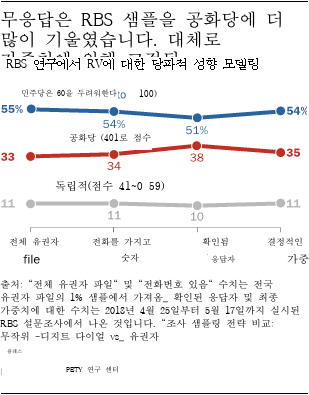 무응답은 RBS 샘플을 공화당에 더
많이 기울였습니다. 대체로
RBS 연구에서 RV에 대한 당파적 성향 모델링
민주당은 60을 두려워한다to 100)
55% 54% 51% 54%
공화당 (401로 점수
33 34 38 35
독립적(점수 41~0 59)
11 11 10 11
전체 유권자 전화를 가지고 확인됨 결정적인
file 숫자 응답자 가중
출처: “전체 유권자 파일“ 및 “전화번호 있음“ 수치는 전국
유권자 파일의 1% 샘플에서 가져옴_ 확인된 응답자 및 최종
가중치에 대한 수치는 2018년 4월 25일부터 5월 17일까지 실시된
RBS 설문조사에서 나온 것입니다. “조사 샘플링 전략 비교:
무작위 -디지트 다이얼 vs_ 유권자
PETY 연구 센터